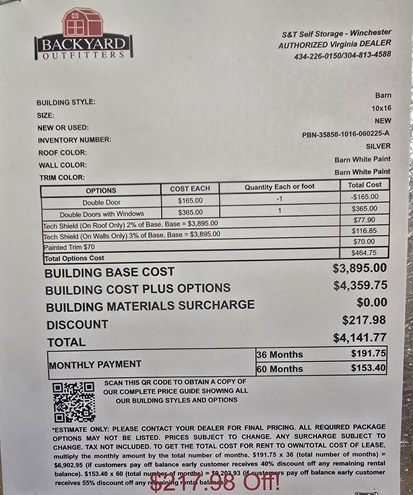 BACKYARD
OUTFITTERS
S&T Self Storage - Winchester
AUTHORIZED Virginia DEALER
434-226-0150/304-813-4588
BUILDING STYLE: Barn
SIZE: 10x16
NEW OR USED: NEW
INVENTORY NUMBER: PBN-35850-1016-060225-A
ROOF COLOR: SILVER
WALL COLOR: Barn White Paint
TRIM COLOR: Barn White Paint
OPTIONS COST EACH Quantity Each or foot Total Cost
Double Door $165.00 -1 -$165.00
Double Doors with Windows $365.00 1 $365.00
Tech Shield (On Roof Only) 2% of Base. Base = $3,895.00 $77.90
Tech Shield (On Walls Only) 3% of Base. Base = $3,895.00 $116.85
Painted Trim $70 $70.00
Total Options Cost $464.75
BUILDING BASE COST $3,895.00
BUILDING COST PLUS OPTIONS $4,359.75
BUILDING MATERIALS SURCHARGE $0.00
DISCOUNT $217.98
TOTAL $4,141.77
MONTHLY PAYMENT
36 Months $191.75
60 Months $153.40
SCAN THIS QR CODE TO OBTAIN A COPY OF
OUR COMPLETE PRICE GUIDE SHOWING ALL
OUR BUILDING STYLES AND OPTIONS
*ESTIMATE ONLY: PLEASE CONTACT YOUR DEALER FOR FINAL PRICING. ALL REQUIRED PACKAGE
OPTIONS MAY NOT BE LISTED. PRICES SUBJECT TO CHANGE. ANY SURCHARGE SUBJECT TO
CHANGE. TAX NOT INCLUDED. TO GET THE TOTAL COST FOR RENT TO OWN/TOTAL COST OF LEASE,
multiply the monthly amount by the total number of months. $191.75 x 36 (total number of months) =
$6,902.95 (if customers pay off balance early customer receives 40% discount off any remaining rental
balance). $153.40 x 60 (total number of months) = $9,203.93 (if customers pay off balance early customer
receives 55% discount off any remaining rental balance).
$217.98 Off!